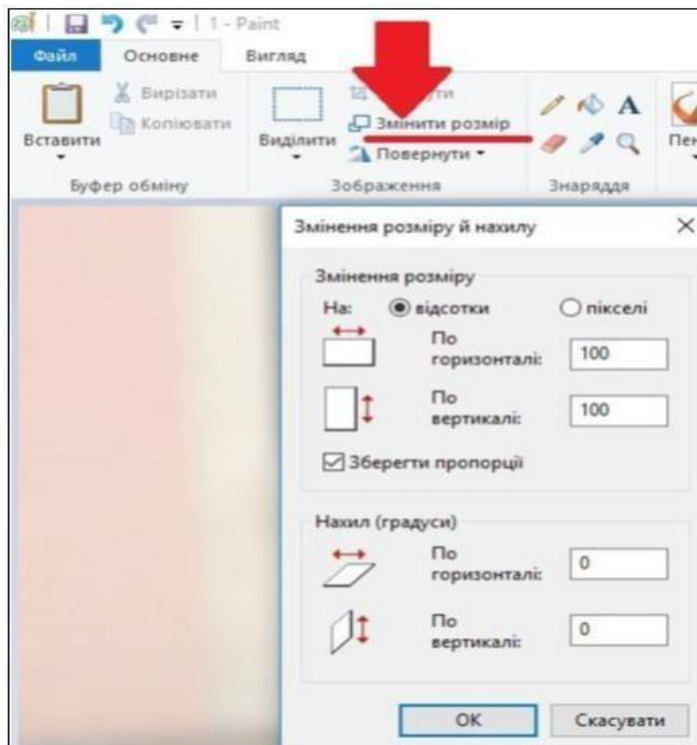 1 - Paint
Файл Основне Вигляд
Вирізати
Копіювати
Вставити
Буфер обміну
Виділити
Змінити розмір
Повернути
Зображення
A
Знаряддя
Змінення розміру й нахилу
Змінення розміру
На: відсотки пікселі
По
горизонталі: 100
По
вертикалі: 100
Зберегти пропорції
Нахил (градуси)
По
горизонталі: 0
По
вертикалі: 0
OK Скасувати